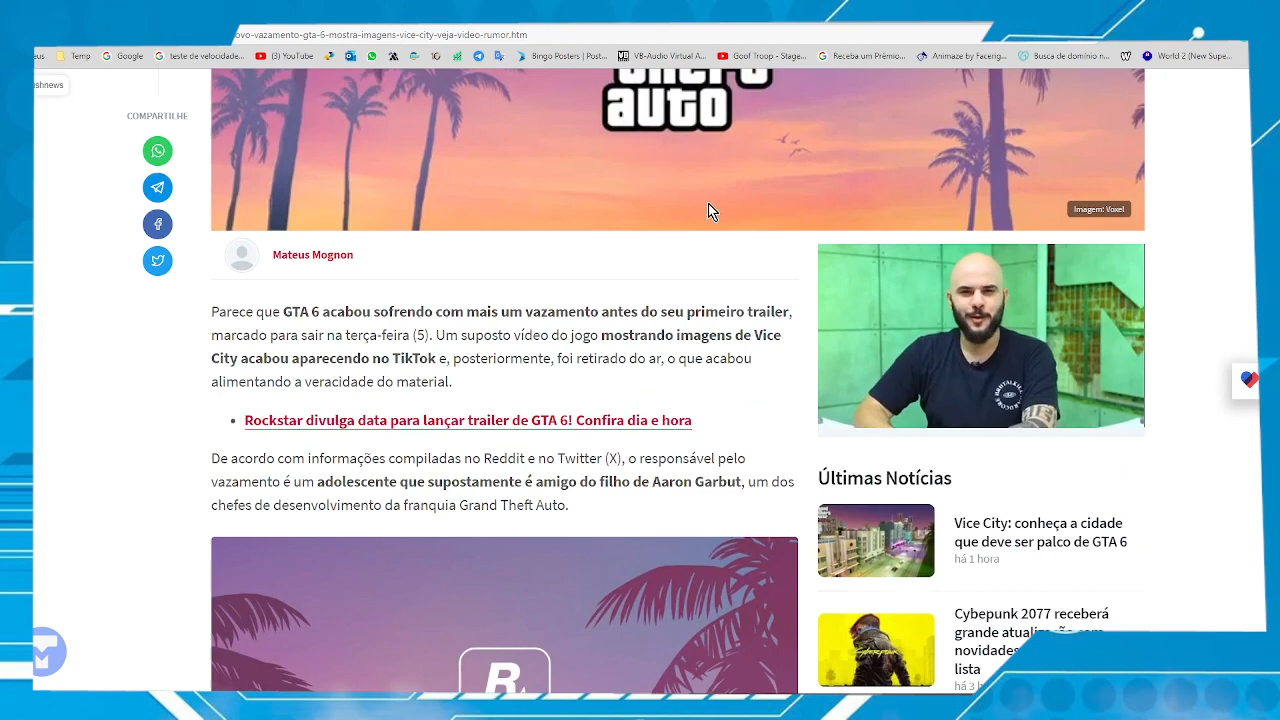 ovo-vazamento-gta-6-mostra-imagens-vice-city-veja-video-rumor.htm
eus Temp Google teste de velocidade... (3) YouTube Bingo Posters | Post... VB-Audio Virtual A... Goof Troop - Stage... Receba um Prêmio... Animaze by Faceng... Busca de domínio n... World 2 (New Supe...
shnews
COMPARTILHE
auto
Imagem: Voxel
Mateus Mognon
Parece que GTA 6 acabou sofrendo com mais um vazamento antes do seu primeiro trailer,
marcado para sair na terça-feira (5). Um suposto vídeo do jogo mostrando imagens de Vice
City acabou aparecendo no TikTok e, posteriormente, foi retirado do ar, o que acabou
alimentando a veracidade do material.
• Rockstar divulga data para lançar trailer de GTA 6! Confira dia e hora
De acordo com informações compiladas no Reddit e no Twitter (X), o responsável pelo
vazamento é um adolescente que supostamente é amigo do filho de Aaron Garbut, um dos
chefes de desenvolvimento da franquia Grand Theft Auto.
R
Últimas Notícias
Vice City: conheça a cidade
que deve ser palco de GTA 6
há 1 hora
Cybepunk 2077 receberá
grande
novidades
lista
há 3